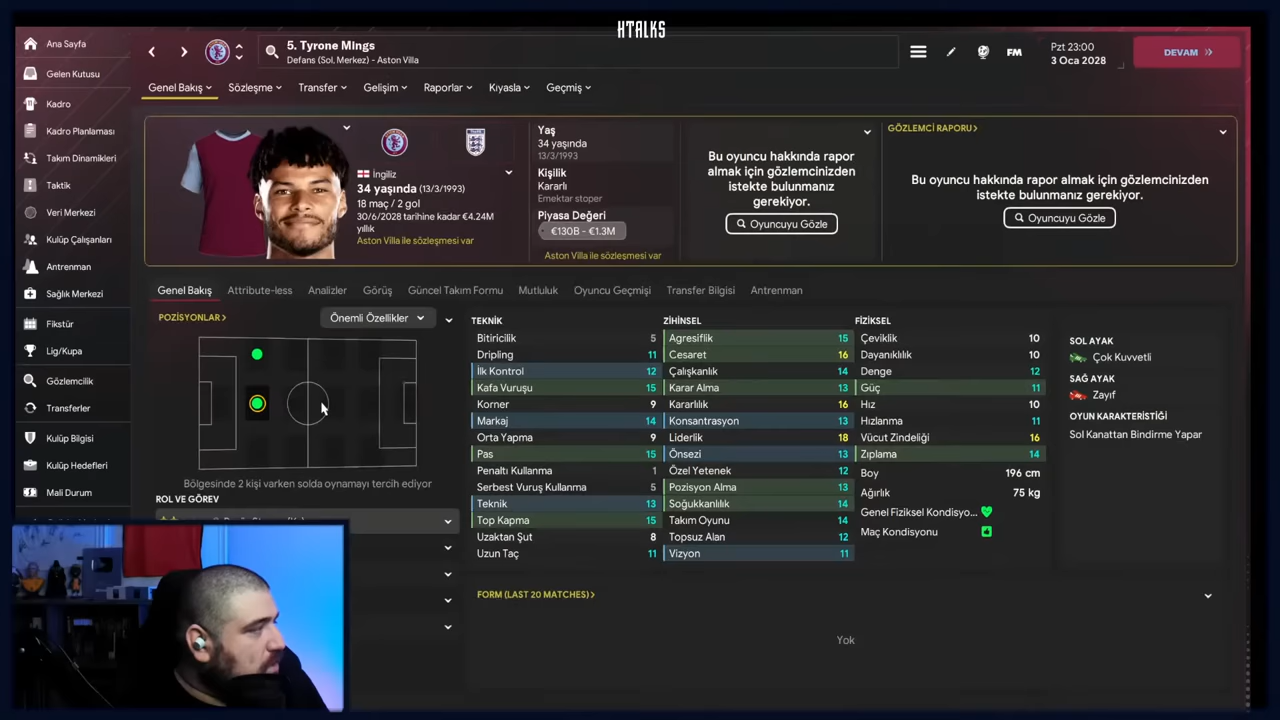 HTALKS
Ana Sayfa
Gelen Kutusu
Kadro
Kadro Planlaması
Takım Dinamikleri
Taktik
Veri Merkezi
Kulüp Çalışanları
Antrenman
Sağlık Merkezi
Fikstür
Lig/Kupa
Gözlemcilik
Transferler
Kulüp Bilgisi
Kulüp Hedefleri
Mali Durum
5. Tyrone Mings
Defans (Sol, Merkez) - Aston Villa
FM
Pzt 23:00
3 Oca 2028
DEVAM
Genel Bakış
Sözleşme
Transfer
Gelişim
Raporlar
Kıyasla
Geçmiş
İngiliz
34 yaşında (13/3/1993)
18 maç / 2 gol
30/6/2028 tarihine kadar €4.24M
yıllık
Aston Villa ile sözleşmesi var
Yaş
34 yaşında
13/3/1993
Kişilik
Kararlı
Emektar stoper
Piyasa Değeri
€130B - €1.3M
Aston Villa ile sözleşmesi var
Bu oyuncu hakkında rapor
almak için gözlemcinizden
istekte bulunmanız
gerekiyor.
Oyuncuyu Gözle
GÖZLEMCİ RAPORU>
Bu oyuncu hakkında rapor almak için gözlemcinizden
istekte bulunmanız gerekiyor.
Oyuncuyu Gözle
Genel Bakış
Attribute-less
Analizler
Görüş
Güncel Takım Formu
Mutluluk
Oyuncu Geçmişi
Transfer Bilgisi
Antrenman
POZİSYONLAR>
Önemli Özellikler
Bölgesinde 2 kişi varken solda oynamayı tercih ediyor
ROL VE GÖREV
TEKNİK
Bitiricilik 5
Dripling 11
İlk Kontrol 12
Kafa Vuruşu 15
Korner 9
Markaj 14
Orta Yapma 9
Pas 15
Penaltı Kullanma 1
Serbest Vuruş Kullanma 5
Teknik 13
Top Kapma 15
Uzaktan Şut 8
Uzun Taç 11
ZİHİNSEL
Agresiflik 15
Cesaret 16
Çalışkanlık 14
Karar Alma 13
Kararlılık 16
Konsantrasyon 13
Liderlik 18
Önsezi 13
Özel Yetenek 12
Pozisyon Alma 13
Soğukkanlılık 14
Takım Oyunu 14
Topsuz Alan 12
Vizyon 11
FİZİKSEL
Çeviklik 10
Dayanıklılık 10
Denge 12
Güç 11
Hız 10
Hızlanma 11
Vücut Zindeliği 16
Zıplama 14
Boy 196 cm
Ağırlık 75 kg
Genel Fiziksel Kondisyo...
Maç Kondisyonu
SOL AYAK
Çok Kuvvetli
SAĞ AYAK
Zayıf
OYUN KARAKTERİSTİĞİ
Sol Kanattan Bindirme Yapar
FORM (LAST 20 MATCHES)>
Yok